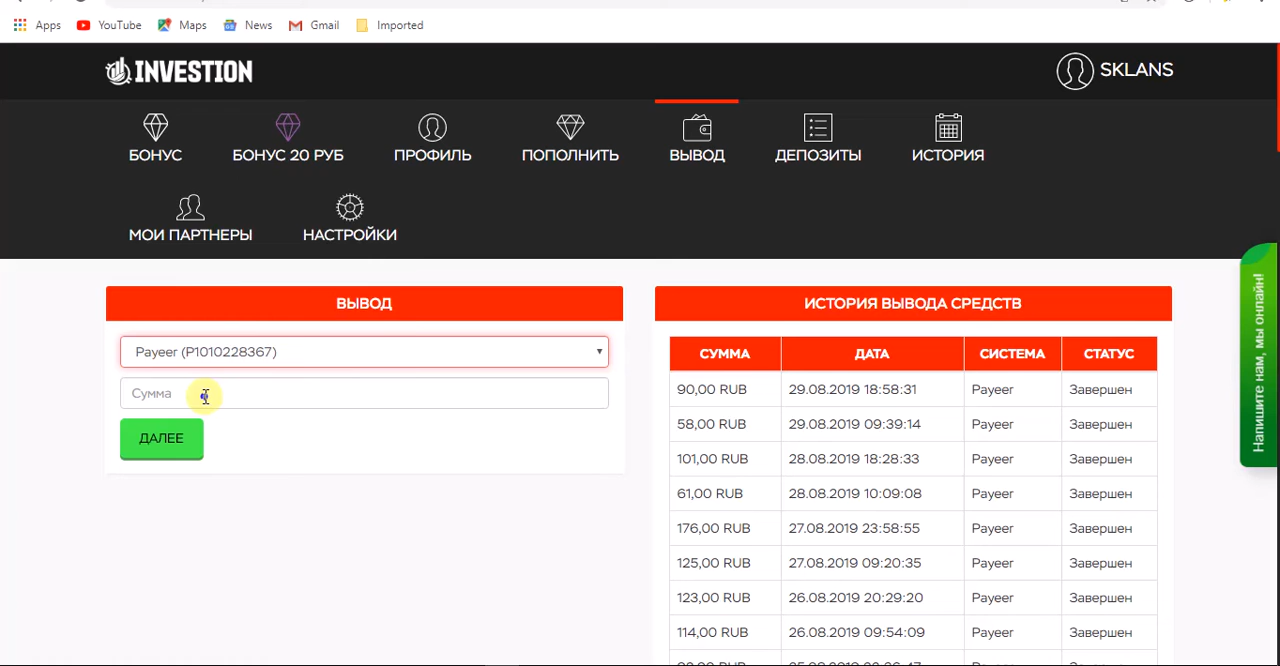 Apps YouTube Maps News Gmail Imported
INVESTION
SKLANS
БОНУС БОНУС 20 РУБ ПРОФИЛЬ ПОПОЛНИТЬ ВЫВОД ДЕПОЗИТЫ ИСТОРИЯ
МОИ ПАРТНЕРЫ НАСТРОЙКИ
ВЫВОД
Payeer (P1010228367)
Сумма
ДАЛЕЕ
ИСТОРИЯ ВЫВОДА СРЕДСТВ
СУММА ДАТА СИСТЕМА СТАТУС
90,00 RUB 29.08.2019 18:58:31 Payeer Завершен
58,00 RUB 29.08.2019 09:39:14 Payeer Завершен
101,00 RUB 28.08.2019 18:28:33 Payeer Завершен
61,00 RUB 28.08.2019 10:09:08 Payeer Завершен
176,00 RUB 27.08.2019 23:58:55 Payeer Завершен
125,00 RUB 27.08.2019 09:20:35 Payeer Завершен
123,00 RUB 26.08.2019 20:29:20 Payeer Завершен
114,00 RUB 26.08.2019 09:54:09 Payeer Завершен
Напишите нам, мы онлайн!